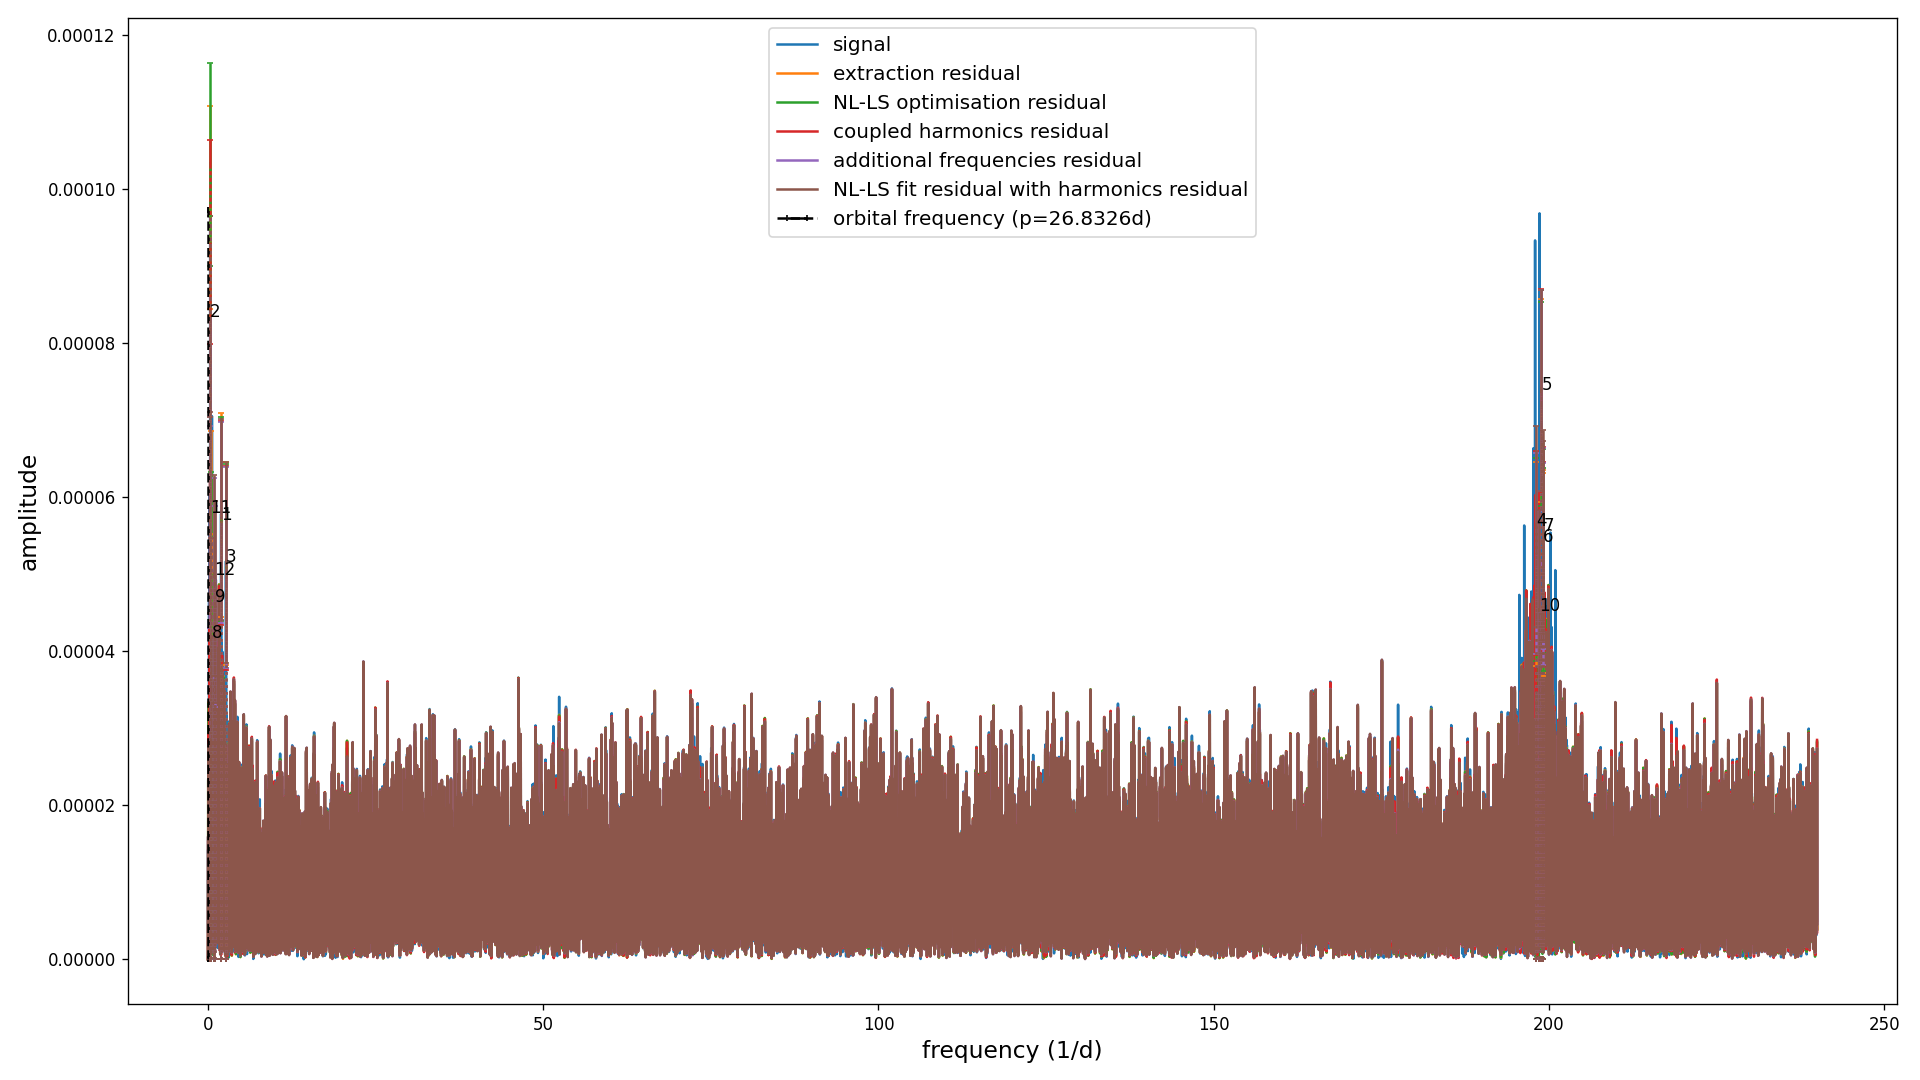 signal
extraction residual
NL-LS optimisation residual
coupled harmonics residual
additional frequencies residual
NL-LS fit residual with harmonics residual
orbital frequency (p=26.8326d)
amplitude
0.00012
0.00010
0.00008
0.00006
0.00004
0.00002
0.00000
2
11
1
3
12
9
8
5
4
7
6
10
0
50
100
150
200
250
frequency (1/d)